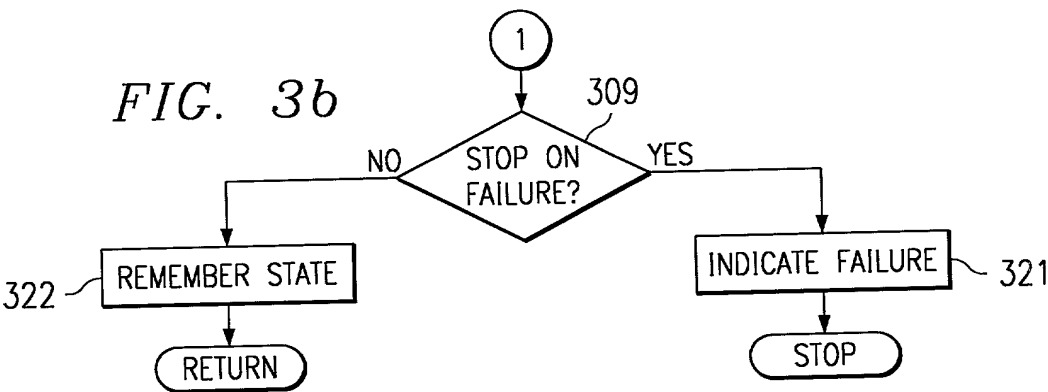 1
FIG. 3b
309
NO
STOP ON
FAILURE?
YES
REMEMBER STATE
322
INDICATE FAILURE
321
RETURN
STOP